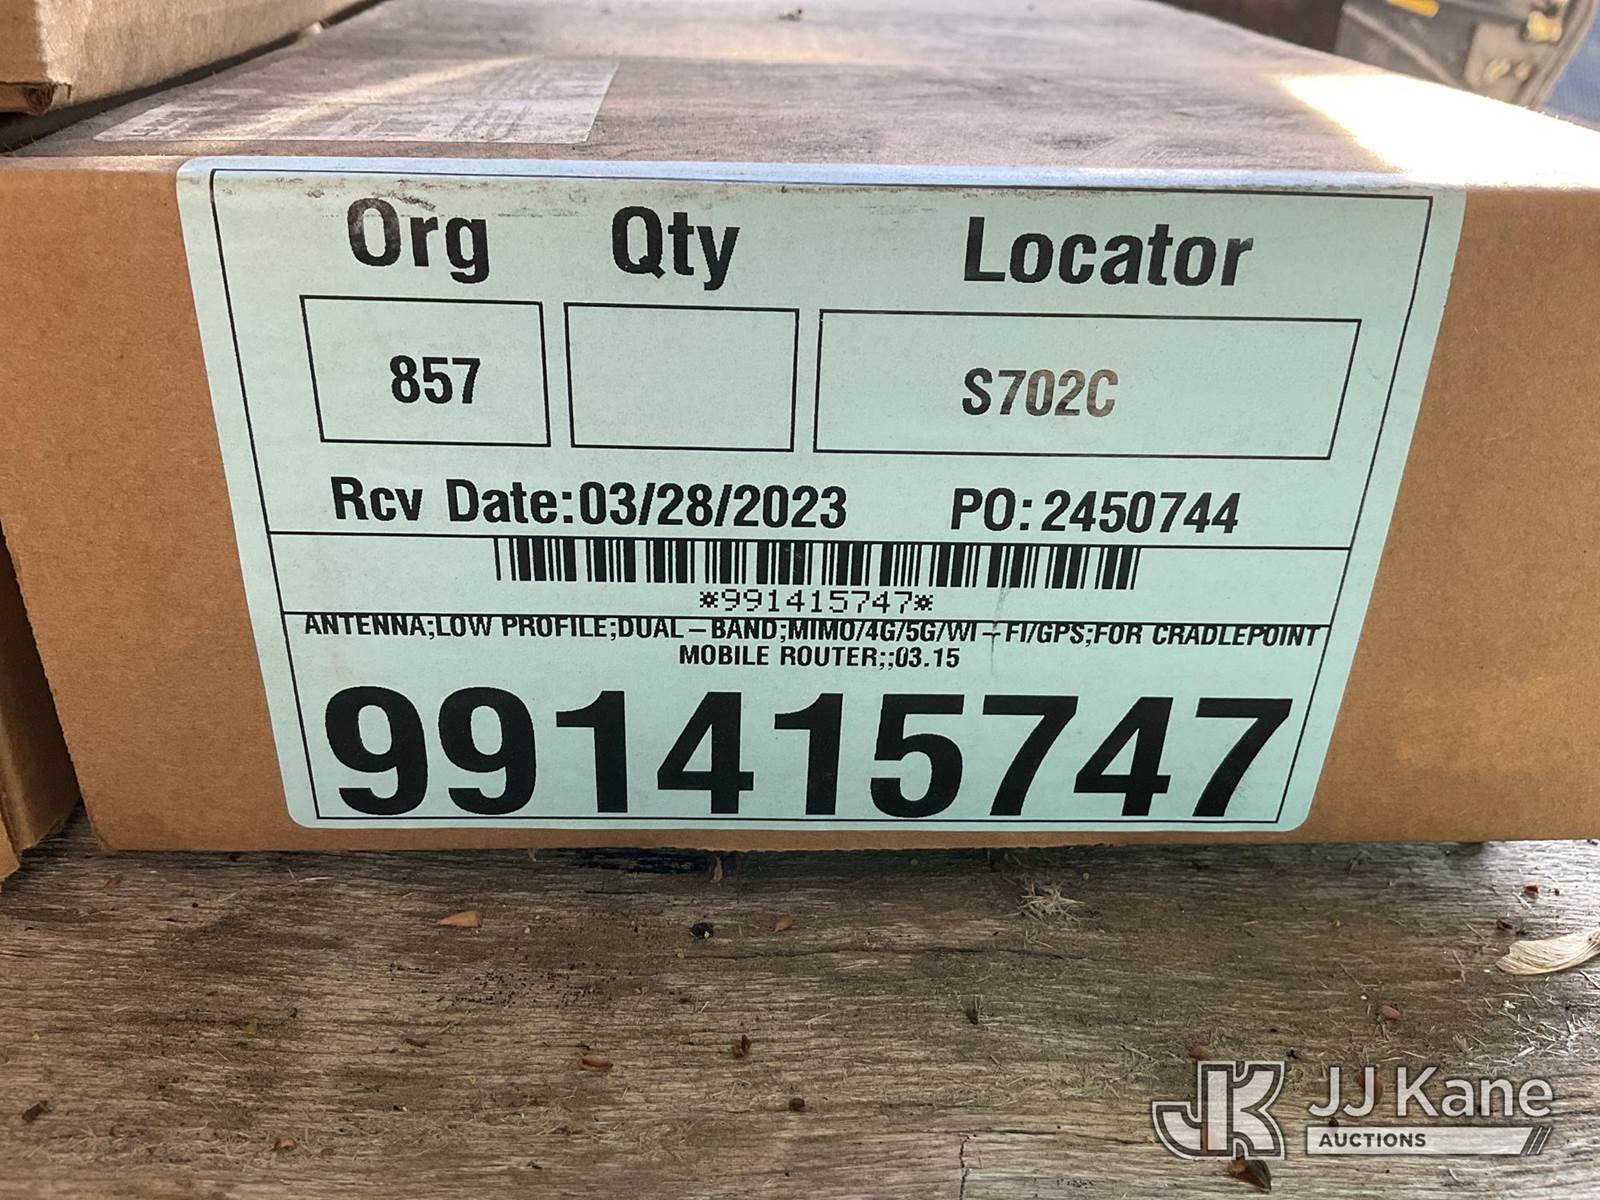 Org Qty Locator
857 S702C
Rcv Date:03/28/2023 PO:2450744
*991415747*
ANTENNA;LOW PROFILE;DUAL-BAND;MIMO/4G/5G/WI-FI/GPS;FOR CRADLEPOINT
MOBILE ROUTER;;03.15
991415747
JK JJ Kane
AUCTIONS